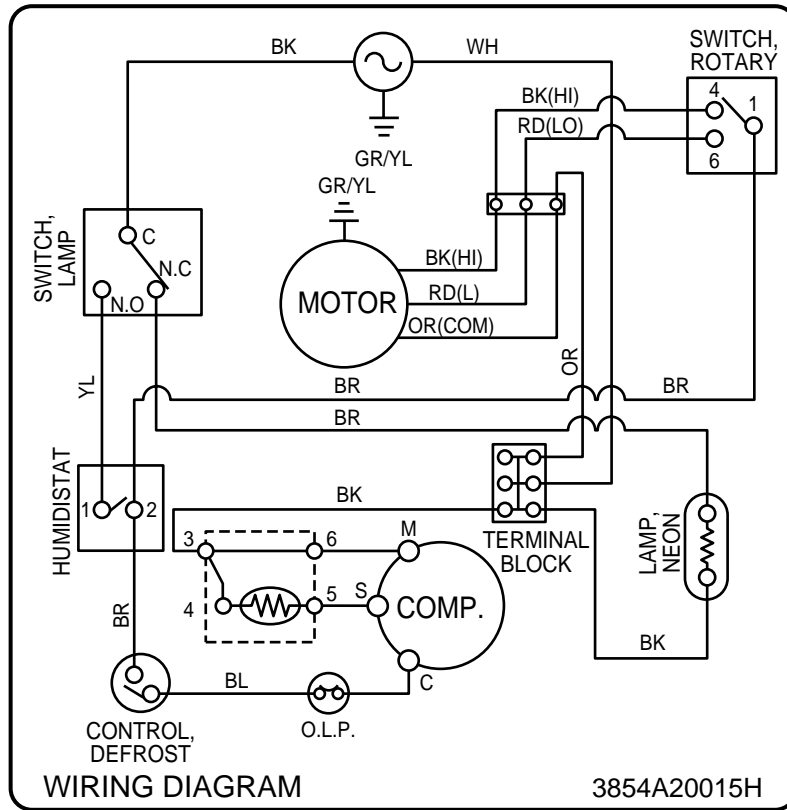 BK
WH
SWITCH,
ROTARY
4
1
6
BK(HI)
RD(LO)
GR/YL
GR/YL
SWITCH,
LAMP
C
N.C
N.O
MOTOR
BK(HI)
RD(L)
OR(COM)
OR
YL
BR
BR
BR
HUMIDISTAT
1
2
BK
TERMINAL
BLOCK
LAMP,
NEON
3
6
M
4
5
S
COMP.
C
BR
BK
BL
O.L.P.
CONTROL,
DEFROST
WIRING DIAGRAM
3854A20015H